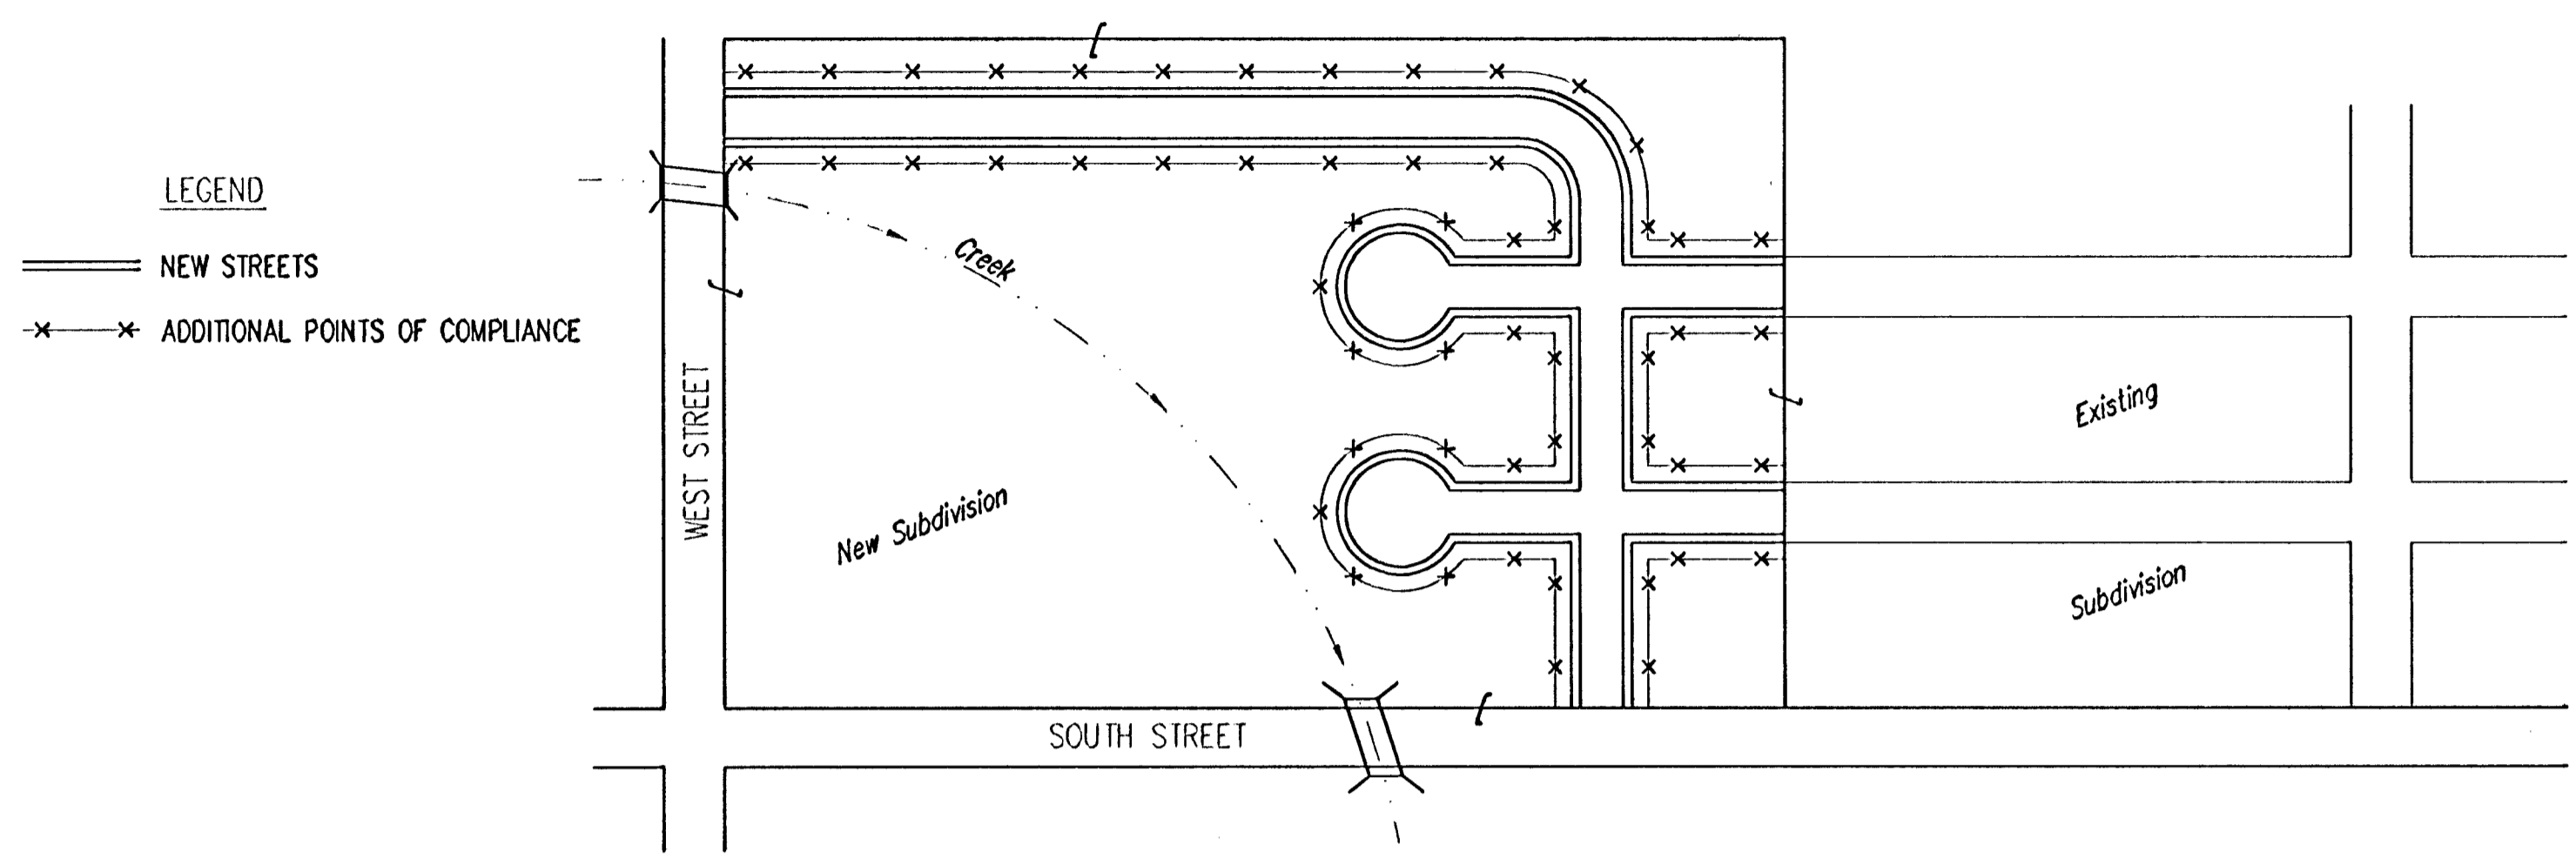 LEGEND
NEW STREETS
ADDITIONAL POINTS OF COMPLIANCE
WEST STREET
Creek
New Subdivision
SOUTH STREET
Existing
Subdivision